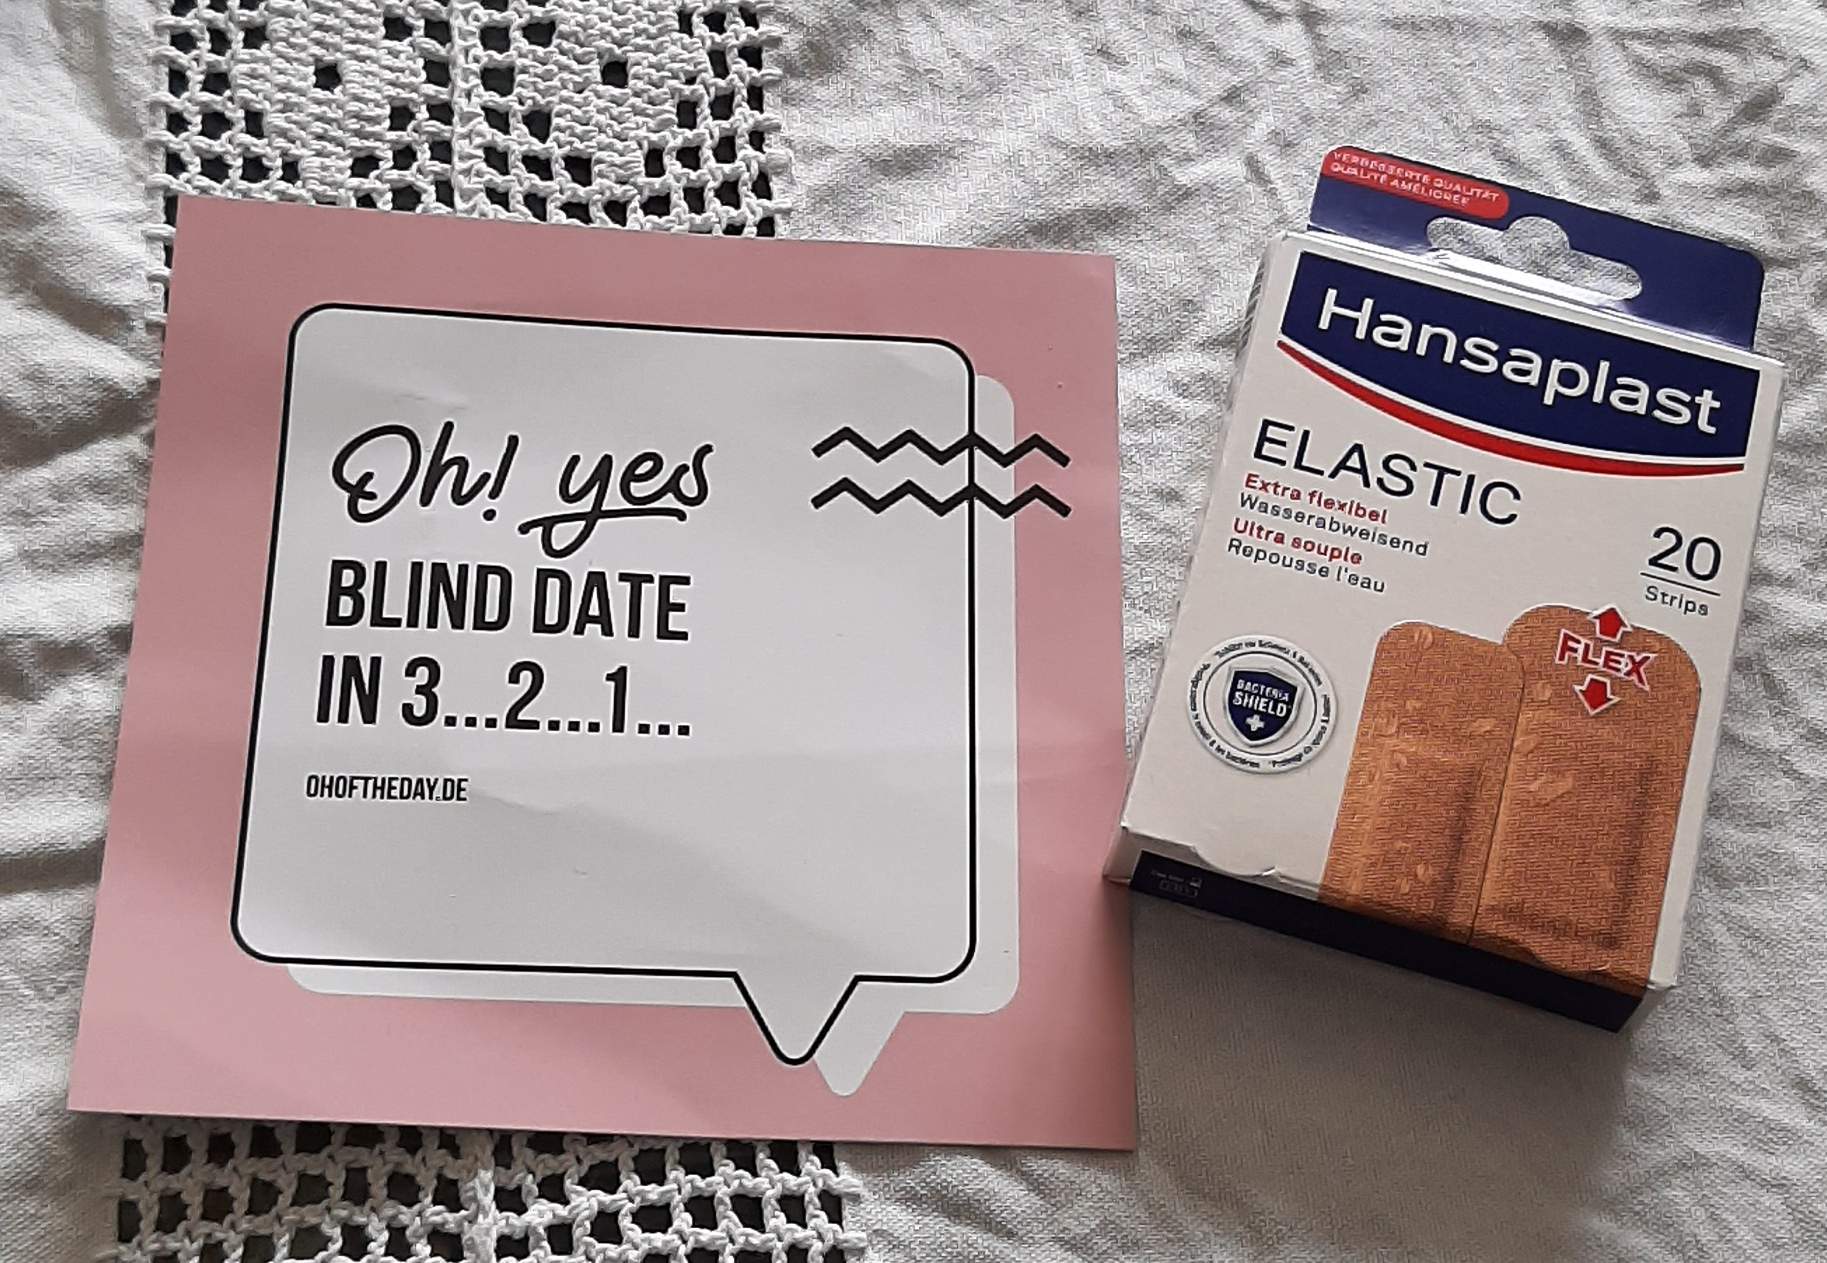 Oh! yes
BLIND DATE
IN 3...2...1...
OHOFTHEDAY.DE
VERBESSERTE QUALITÄT
QUALITÉ AMÉLIORÉE
Hansaplast
ELASTIC
Extra flexibel
Wasserabweisend
Ultra souple
Repousse l'eau
20
Strips
FLEX
BACTERIA
SHIELD